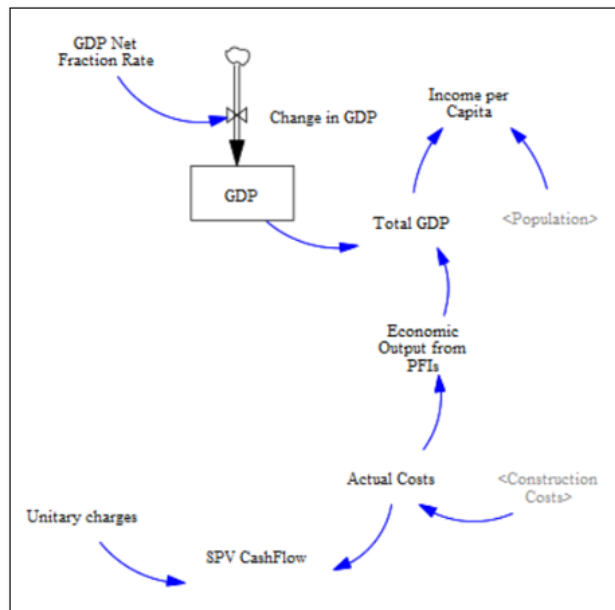 GDP Net
Fraction Rate
Change in GDP
Income per
Capita
GDP
Total GDP
<Population>
Economic
Output from
PFIs
Actual Costs
<Construction
Costs>
Unitary charges
SPV CashFlow